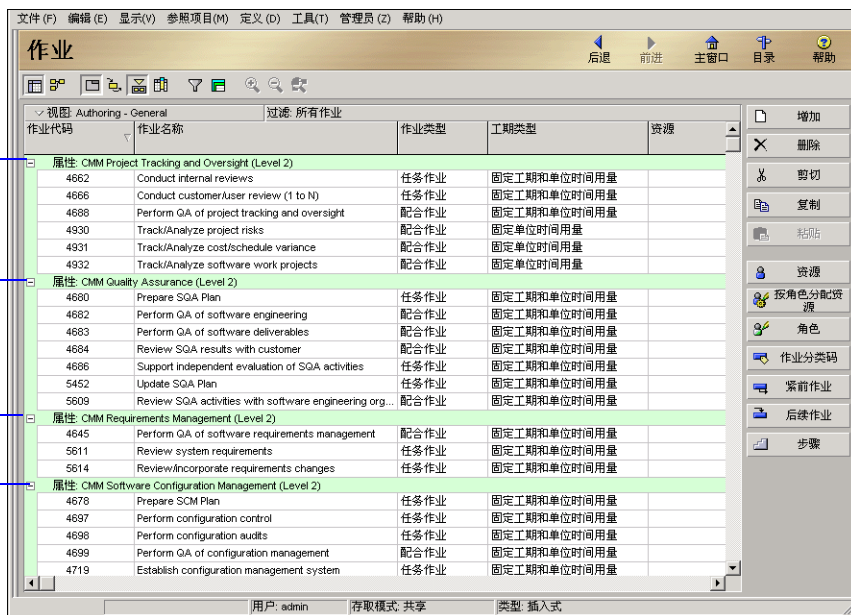 文件(F) 编辑(E) 显示(V) 参照项目(M) 定义(D) 工具(T) 管理员(Z) 帮助(H)
作业 后退 前进 主窗口 目录 帮助
视图: Authoring - General 过滤: 所有作业
作业代码 作业名称 作业类型 工期类型 资源
属性: CMM Project Tracking and Oversight (Level 2)
4662 Conduct internal reviews 任务作业 固定工期和单位时间用量
4666 Conduct customer/user review (1 to N) 任务作业 固定工期和单位时间用量
4688 Perform QA of project tracking and oversight 配合作业 固定工期和单位时间用量
4930 Track/Analyze project risks 配合作业 固定单位时间用量
4931 Track/Analyze cost/schedule variance 配合作业 固定单位时间用量
4932 Track/Analyze software work projects 配合作业 固定单位时间用量
属性: CMM Quality Assurance (Level 2)
4680 Prepare SQA Plan 任务作业 固定工期和单位时间用量
4682 Perform QA of software engineering 配合作业 固定工期和单位时间用量
4683 Perform QA of software deliverables 配合作业 固定工期和单位时间用量
4684 Review SQA results with customer 配合作业 固定工期和单位时间用量
4686 Support independent evaluation of SQA activities 任务作业 固定工期和单位时间用量
5452 Update SQA Plan 任务作业 固定工期和单位时间用量
5609 Review SQA activities with software engineering org... 配合作业 固定工期和单位时间用量
属性: CMM Requirements Management (Level 2)
4645 Perform QA of software requirements management 配合作业 固定工期和单位时间用量
5611 Review system requirements 任务作业 固定工期和单位时间用量
5614 Review/incorporate requirements changes 任务作业 固定工期和单位时间用量
属性: CMM Software Configuration Management (Level 2)
4678 Prepare SCM Plan 任务作业 固定工期和单位时间用量
4697 Perform configuration control 任务作业 固定工期和单位时间用量
4698 Perform configuration audits 任务作业 固定工期和单位时间用量
4699 Perform QA of configuration management 配合作业 固定工期和单位时间用量
4719 Establish configuration management system 任务作业 固定工期和单位时间用量
增加
删除
剪切
复制
粘贴
资源
按角色分配资
源
角色
作业分类码
紧前作业
后续作业
步骤
用户: admin 存取模式: 共享 类型: 插入式